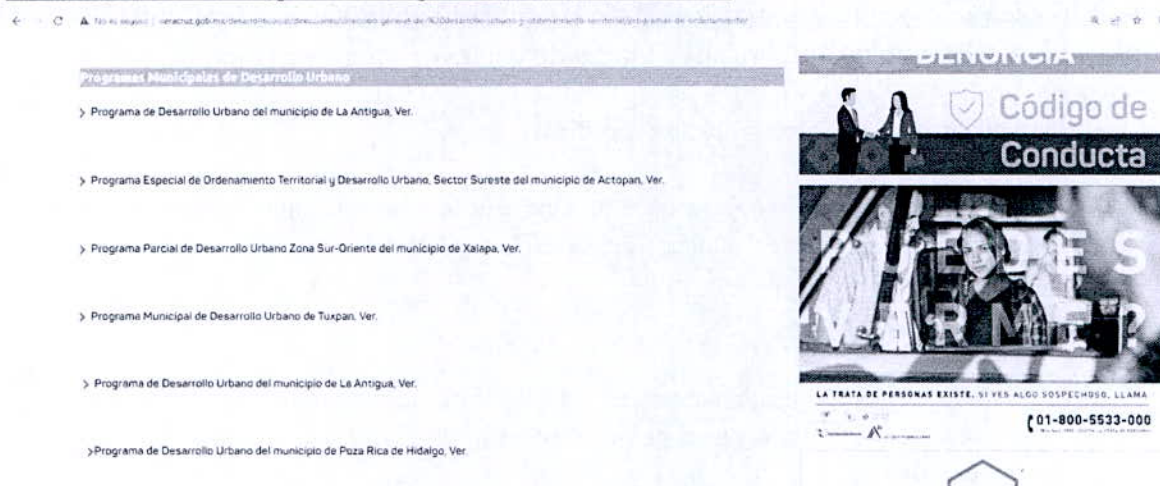 No es seguro
Programas Municipales de Desarrollo Urbano
> Programa de Desarrollo Urbano del municipio de La Antigua, Ver.
> Programa Especial de Ordenamiento Territorial y Desarrollo Urbano, Sector Sureste del municipio de Actopan, Ver.
> Programa Parcial de Desarrollo Urbano Zona Sur-Oriente del municipio de Xalapa, Ver.
> Programa Municipal de Desarrollo Urbano de Tuxpan, Ver.
> Programa de Desarrollo Urbano del municipio de La Antigua, Ver.
>Programa de Desarrollo Urbano del municipio de Poza Rica de Hidalgo, Ver
DENUNCIA
Código de
Conducta
PUEDES
VERME?
LA TRATA DE PERSONAS EXISTE, SI VES ALGO SOSPECHOSO, LLAMA
01-800-5533-000